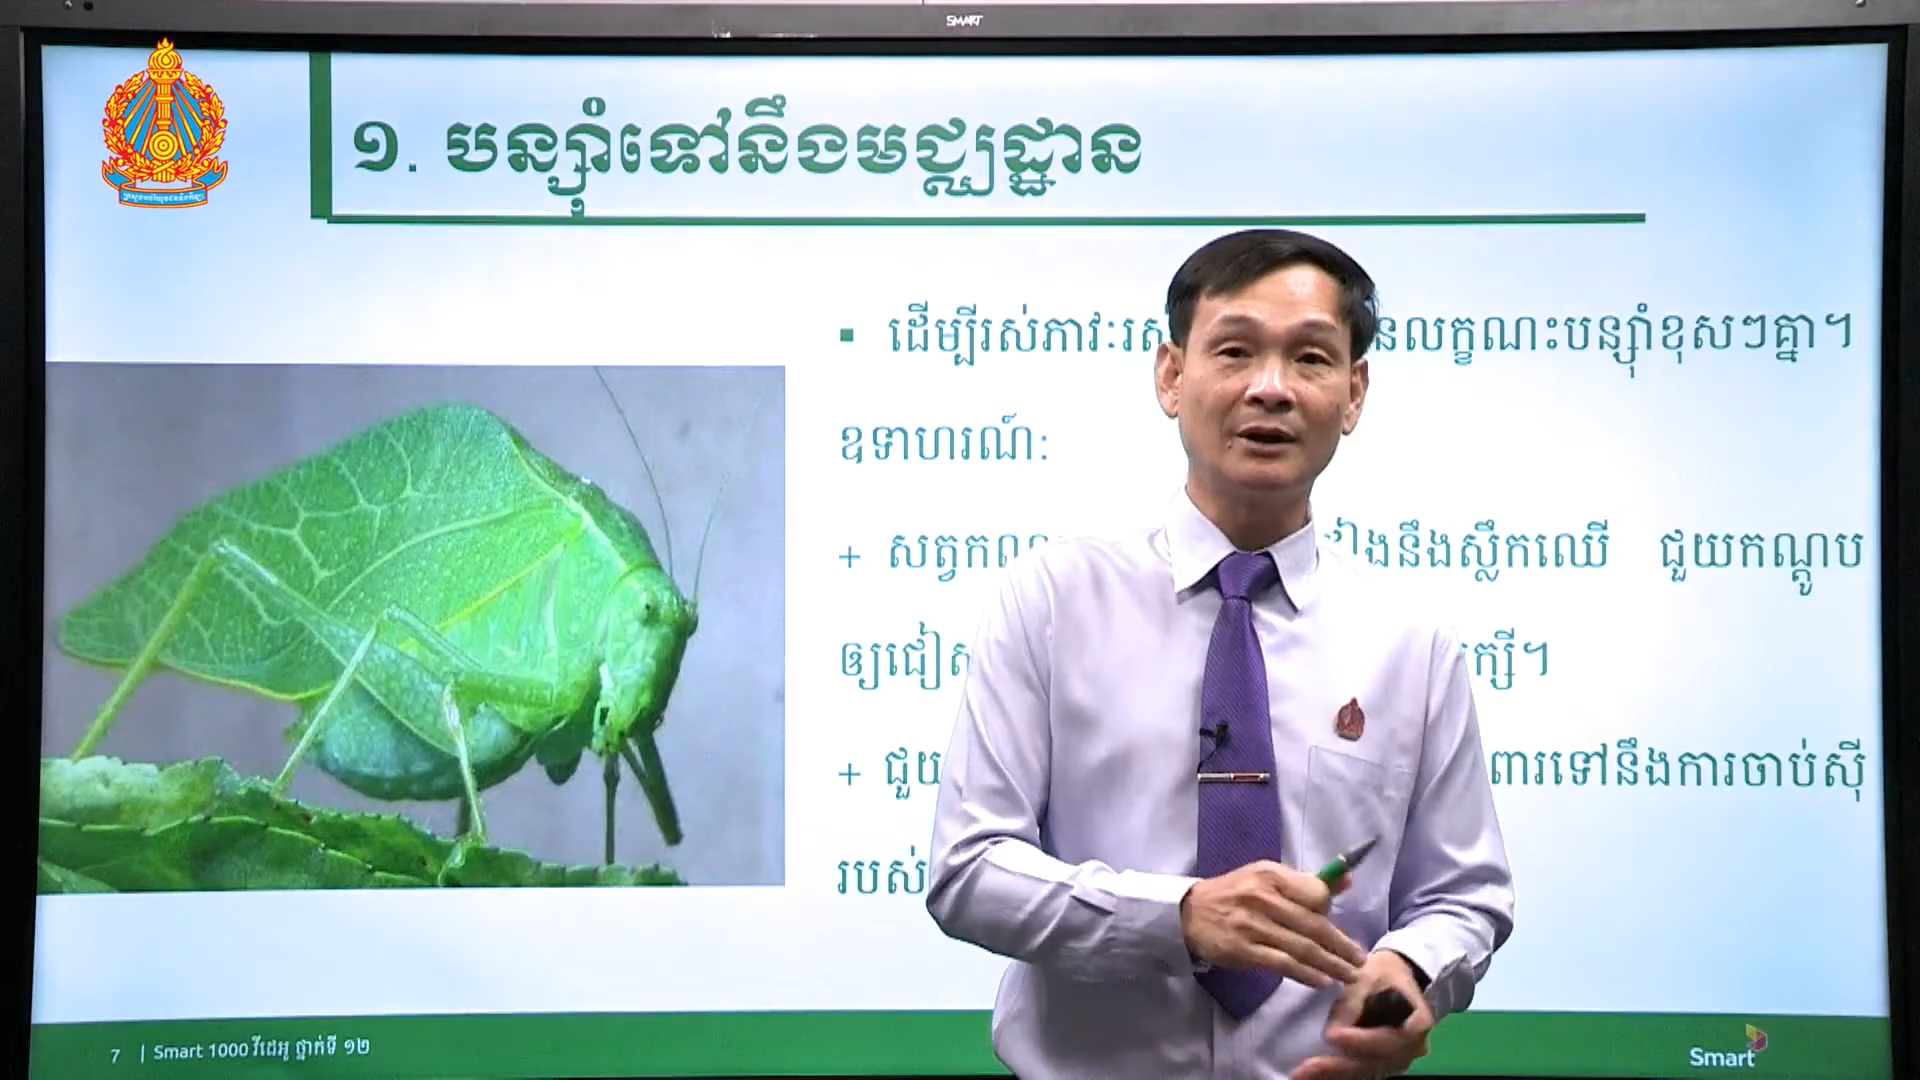 SMART
១. បន្ស៊ាំទៅនឹងមជ្ឈដ្ឋាន
▪ ដើម្បីរស់ភាវៈរស់ នលក្ខណៈបន្ស៊ាំខុសៗគ្នា។
ឧទាហរណ៍:
+ សត្វកណ្ដ ៀងនឹងស្លឹកឈើ ជួយកណ្ដូប
ឲ្យជៀស ក្សី។
+ ជួយ ពារទៅនឹងការចាប់ស៊ី
របស់
7 | Smart 1000 វីដេអូ ថ្នាក់ទី ១២
Smart